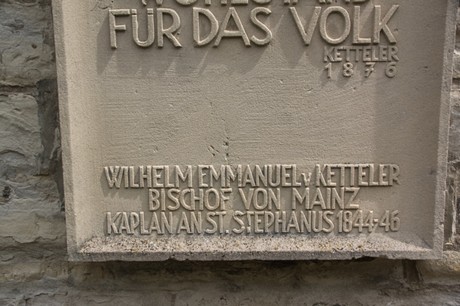 FÜR DAS VOLK
KETTELER
1876
WILHELM EMMANUEL v. KETTELER
BISCHOF VON MAINZ
KAPLAN AN ST. STEPHANUS 1844-46